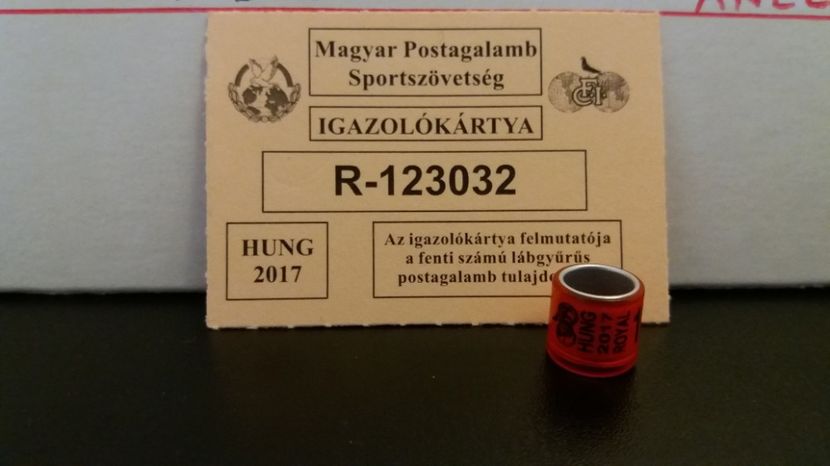 Magyar Postagalamb
Sportszövetség
IGAZOLÓKÁRTYA
R-123032
HUNG
2017
Az igazolókártya felmutatója
a fenti számú lábgyűrűs
postagalamb
HUNG
2017
ROYAL